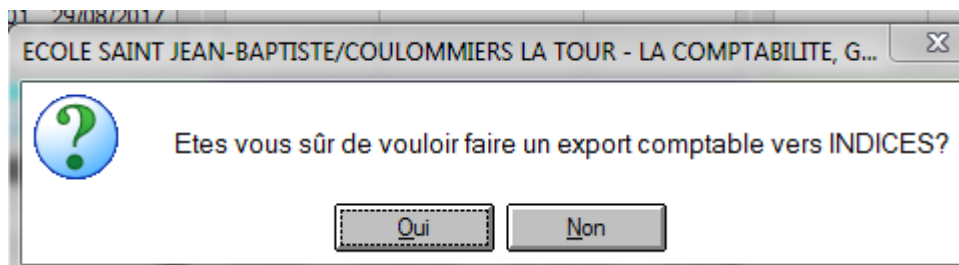 29/08/2017
ECOLE SAINT JEAN-BAPTISTE/COULOMMIERS LA TOUR - LA COMPTABILITE, G...
Etes vous sûr de vouloir faire un export comptable vers INDICES?
Oui
Non